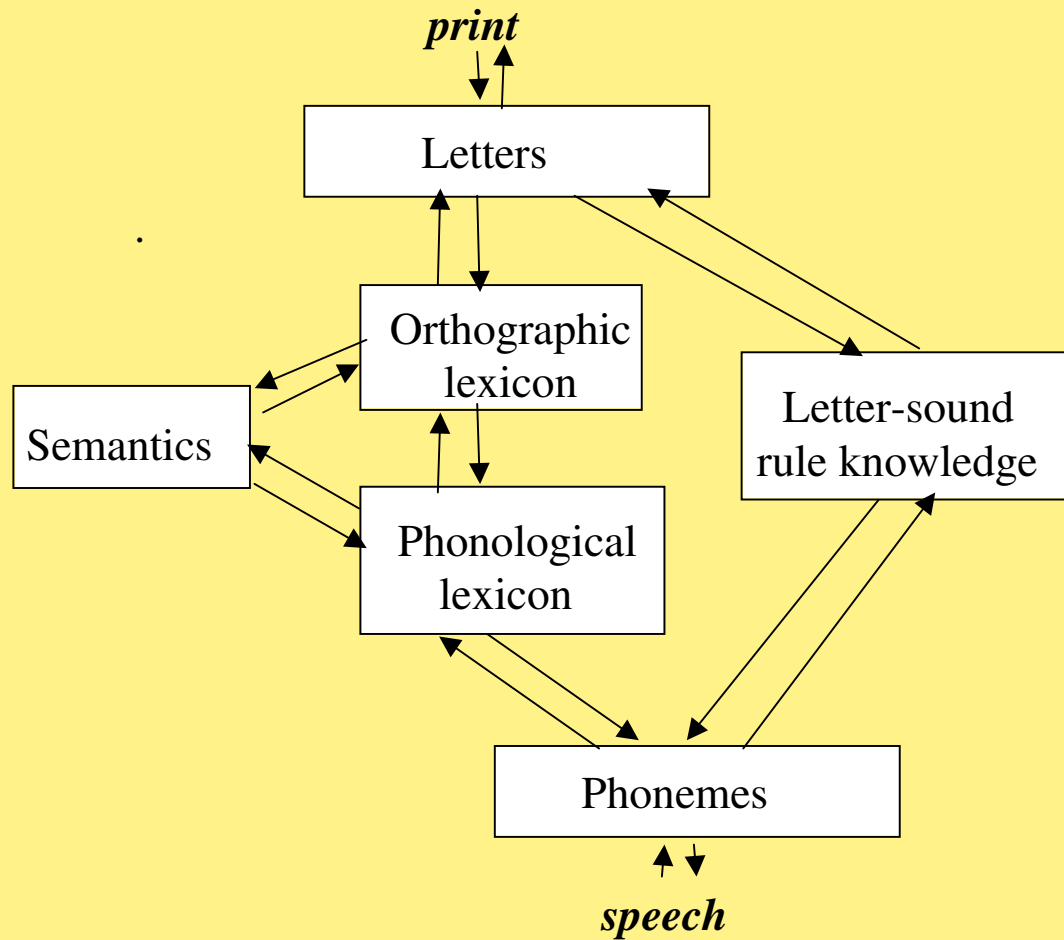 print
Letters
.
Orthographic
lexicon
Semantics
Letter-sound
rule knowledge
Phonological
lexicon
Phonemes
speech